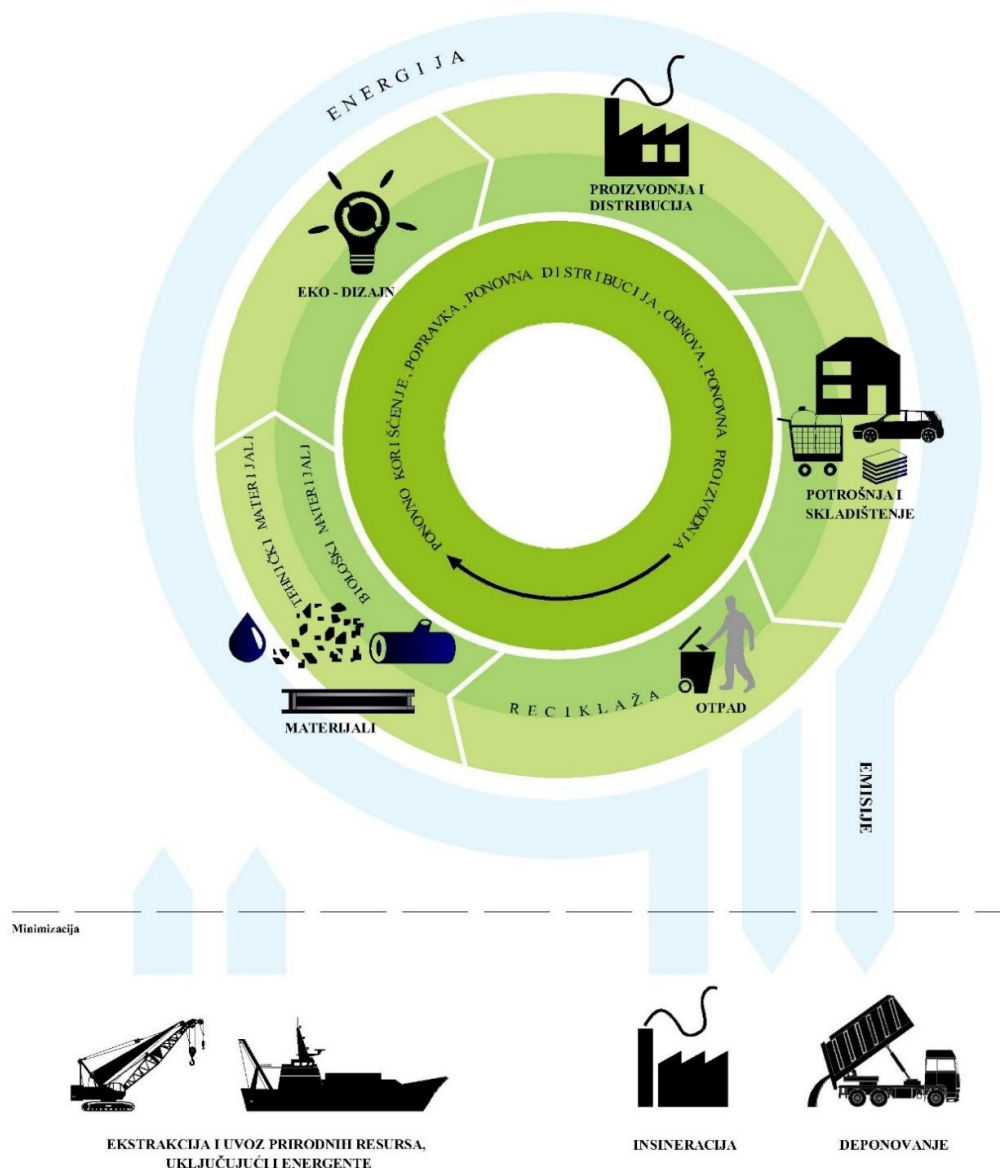 ENERGIJA
PROIZVODNJA I
DISTRIBUCIJA
EKO - DIZAJN
PONOVNO KORIŠĆENJE, POPRAVKA, PONOVNA DISTRIBUCIJA, OBNOVA, PONOVNA PROIZVODNJA
POTROŠNJA I
SKLADIŠTENJE
TEHNIČKI MATERIJALI
BIOLOŠKI MATERIJALI
RECIKLAŽA
OTPAD
MATERIJALI
EMISIJE
Minimizacija
EKSTRAKCIJA I UVOZ PRIRODNIH RESURSA,
UKLJUČUJUĆI I ENERGENTE
INSINERACIJA
DEPONOVANJE